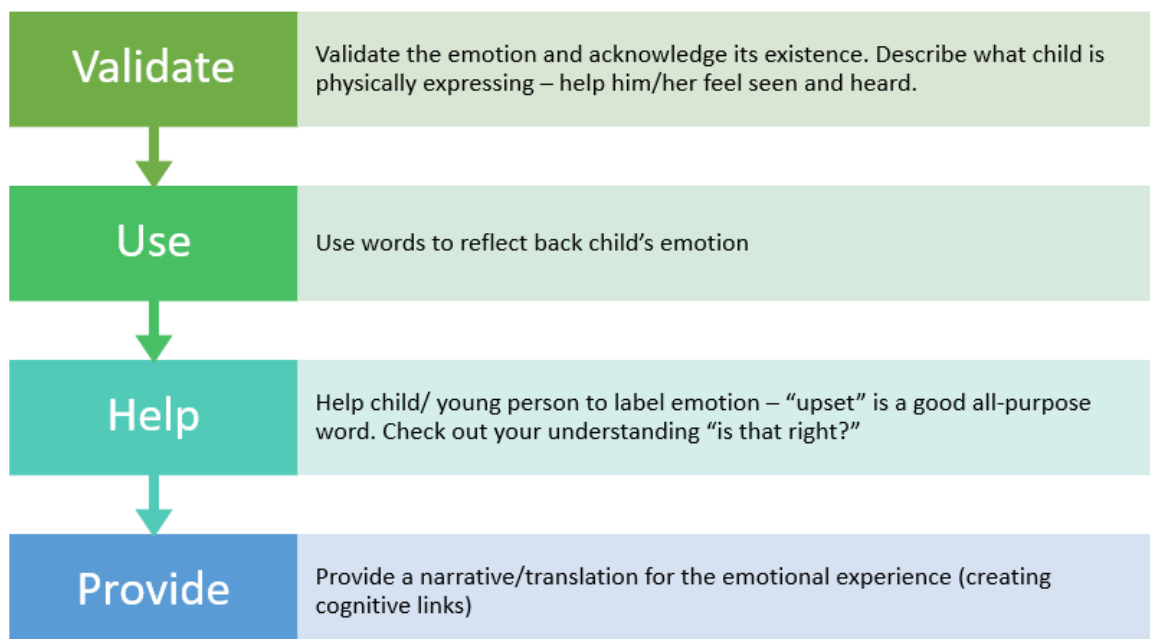 Validate
Validate the emotion and acknowledge its existence. Describe what child is
physically expressing – help him/her feel seen and heard.
Use
Use words to reflect back child’s emotion
Help
Help child/ young person to label emotion – “upset” is a good all-purpose
word. Check out your understanding “is that right?”
Provide
Provide a narrative/translation for the emotional experience (creating
cognitive links)